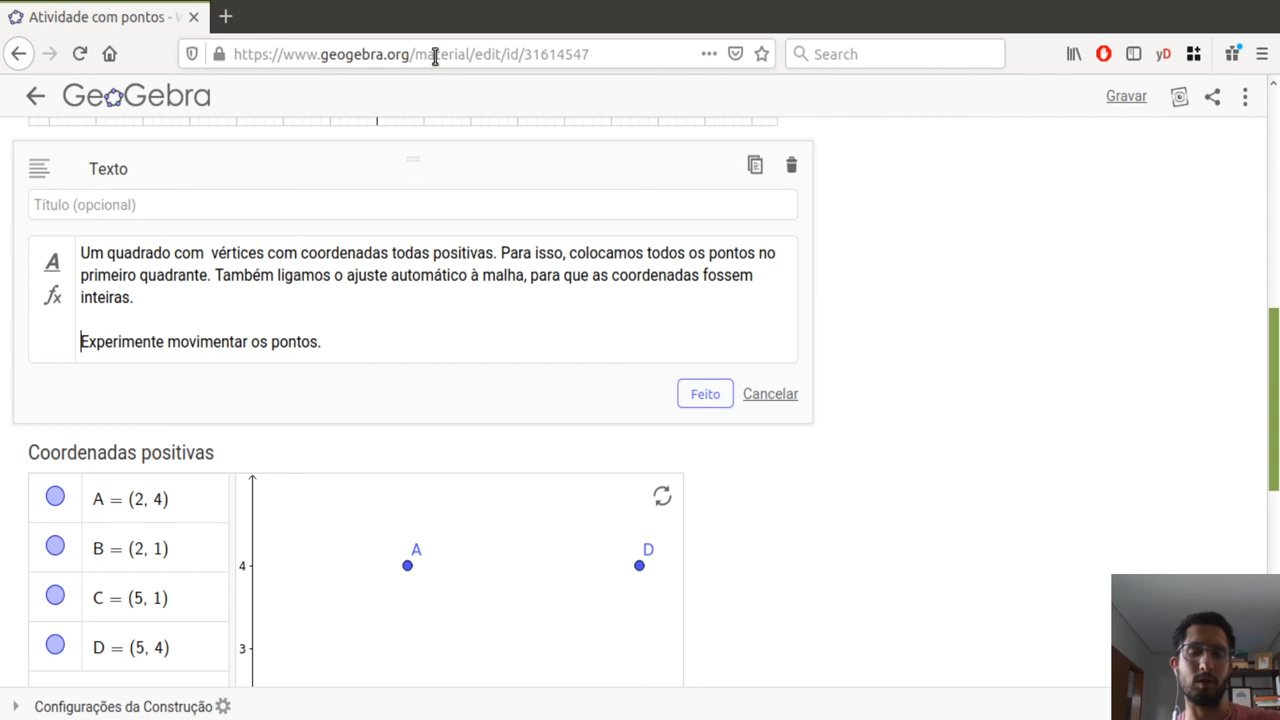 Atividade com pontos -
https://www.geogebra.org/material/edit/id/31614547
Search
GeoGebra
Gravar
Texto
Título (opcional)
Um quadrado com  vértices com coordenadas todas positivas. Para isso, colocamos todos os pontos no
primeiro quadrante. Também ligamos o ajuste automático à malha, para que as coordenadas fossem
inteiras.
Experimente movimentar os pontos.
Feito
Cancelar
Coordenadas positivas
A = (2, 4)
B = (2, 1)
C = (5, 1)
D = (5, 4)
A
D
4
3
Configurações da Construção